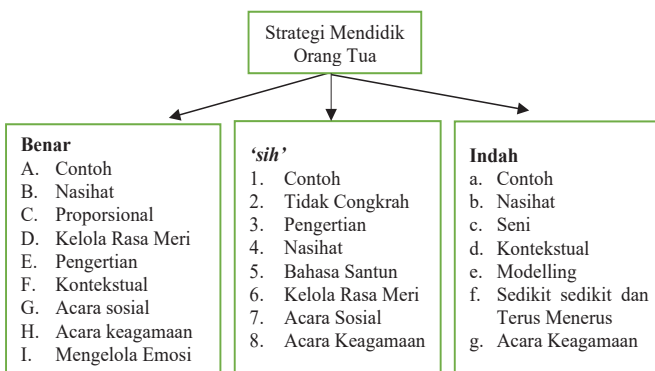 Strategi Mendidik
Orang Tua
Benar
A. Contoh
B. Nasihat
C. Proporsional
D. Kelola Rasa Meri
E. Pengertian
F. Kontekstual
G. Acara sosial
H. Acara keagamaan
I. Mengelola Emosi
‘sih’
1. Contoh
2. Tidak Congkrah
3. Pengertian
4. Nasihat
5. Bahasa Santun
6. Kelola Rasa Meri
7. Acara Sosial
8. Acara Keagamaan
Indah
a. Contoh
b. Nasihat
c. Seni
d. Kontekstual
e. Modelling
f. Sedikit sedikit dan
Terus Menerus
g. Acara Keagamaan